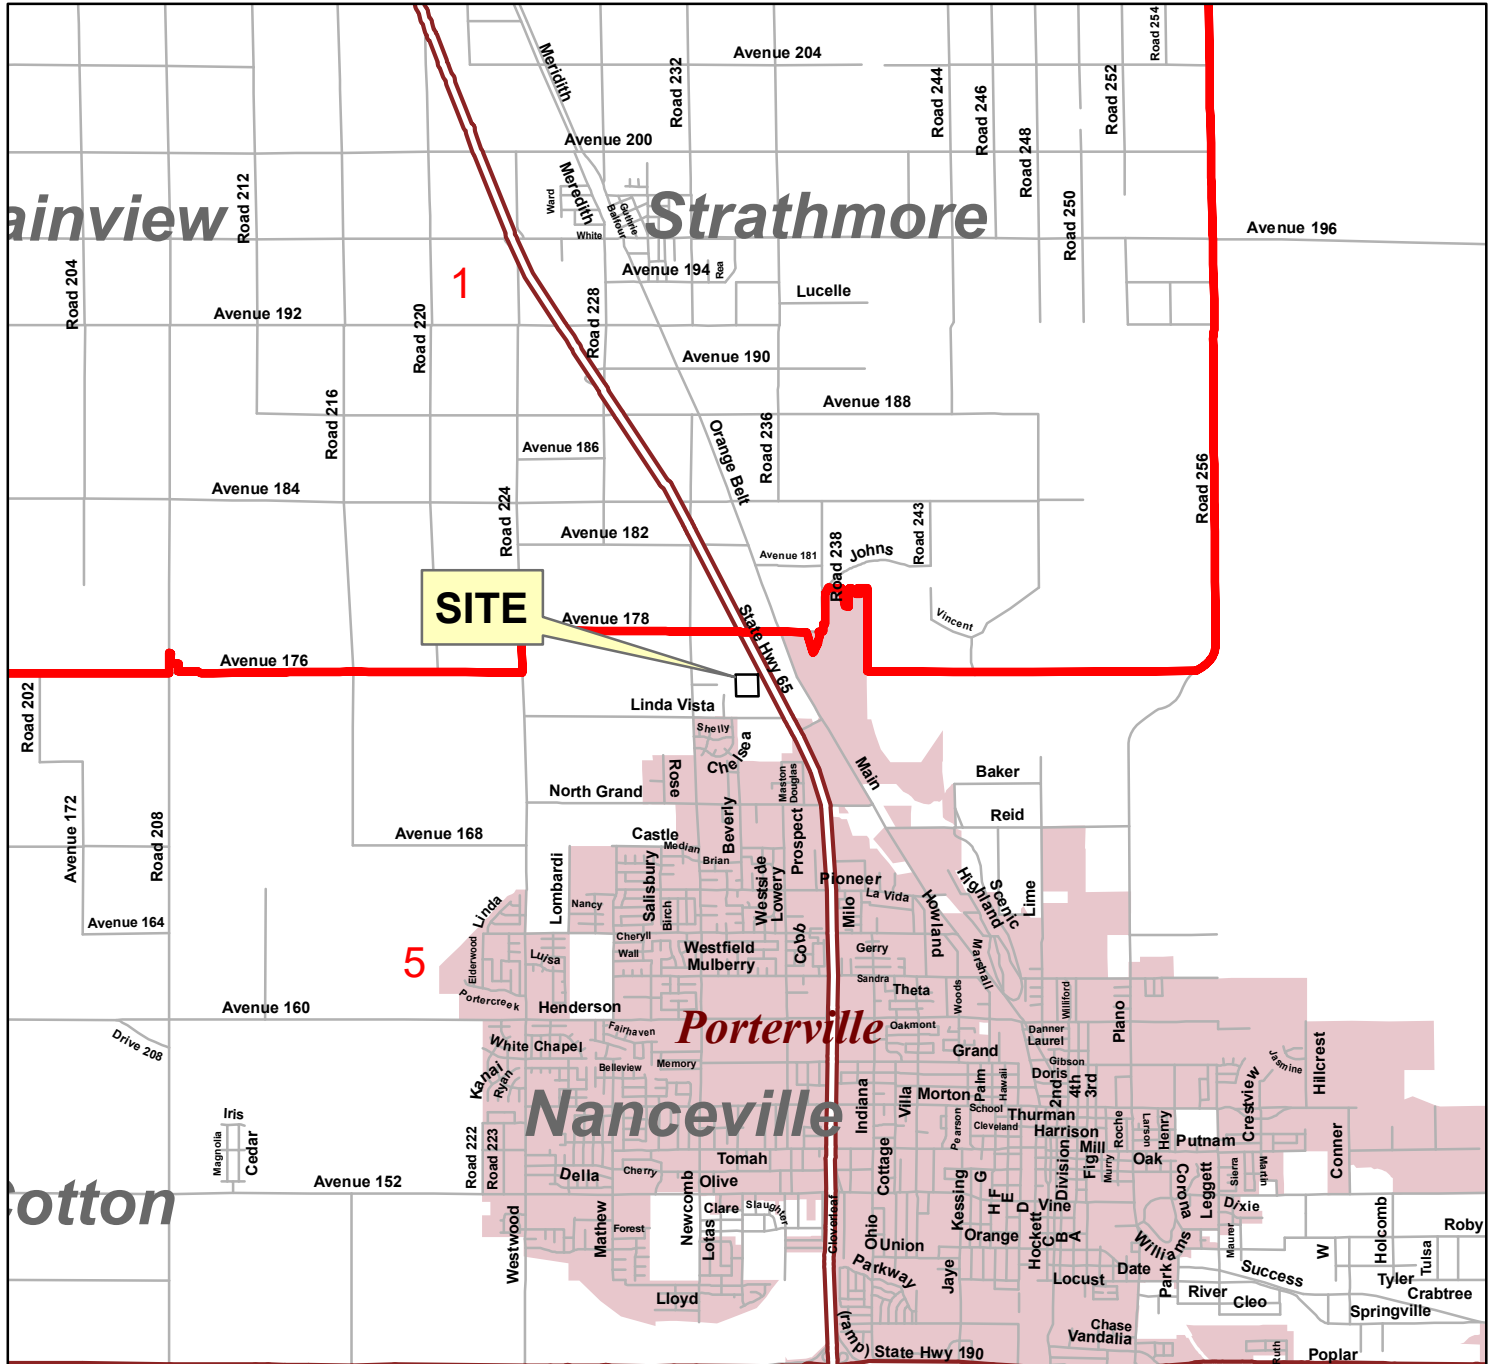 Road 254
Meridith
Avenue 204
Road 232
Road 244
Road 246
Road 252
Avenue 200
Road 248
Road 212
Ward
Meredith
Guthrie
Balfour
White
ainview
Strathmore
Road 250
Avenue 196
Road 204
1
Avenue 194
Rea
Lucelle
Avenue 192
Road 220
Road 228
Avenue 190
Road 216
Avenue 188
Orange Belt
Road 236
Avenue 186
Avenue 184
Road 224
Road 256
Avenue 182
Avenue 181
Road 238
Johns
Road 243
SITE
Avenue 178
State Hwy 65
Vincent
Avenue 176
Road 202
Linda Vista
Shelly
Chelsea
Rose
Maston
Douglas
Main
Baker
North Grand
Reid
Avenue 172
Road 208
Avenue 168
Castle
Median
Brian
Beverly
Prospect
Lombardi
Salisbury
Birch
Westside
Lowery
Pioneer
La Vida
Milo
Howland
Highland
Scenic
Lime
Avenue 164
Linda
Nancy
Cheryll
Wall
Westfield
Mulberry
Cobb
Gerry
Marshall
5
Elderwood
Luisa
Sandra
Theta
Woods
Williford
Plano
Portercreek
Avenue 160
Henderson
Fairhaven
Porterville
Oakmont
Danner
Laurel
Drive 208
White Chapel
Grand
Gibson
Doris
Jasmine
Hillcrest
Kanai
Ryan
Belleview
Memory
Indiana
Villa
Morton
Palm
Hawaii
2nd
4th
3rd
Crestview
Nanceville
School
Cleveland
Pearson
Thurman
Harrison
Mill
Roche
Larson
Henry
Putnam
Iris
Magnolia
Cedar
Road 222
Road 223
Tomah
Cottage
Division
Fig
Murry
Oak
Conner
Della
Cherry
Olive
Avenue 152
Kessing
G
H
F
E
D
Vine
Corona
Leggett
Sierra
Martin
Dixie
otton
Westwood
Mathew
Forest
Newcomb
Lotas
Clare
Slaughter
Cloverleaf
Ohio
Union
Orange
Hockett
C
B
A
Williams
Maurer
W
Holcomb
Roby
Tulsa
Parkway
Jaye
Locust
Date
Park
Success
Tyler
Crabtree
Lloyd
River
Cleo
Springville
(ramp)
State Hwy 190
Chase
Vandalia
Ruth
Poplar